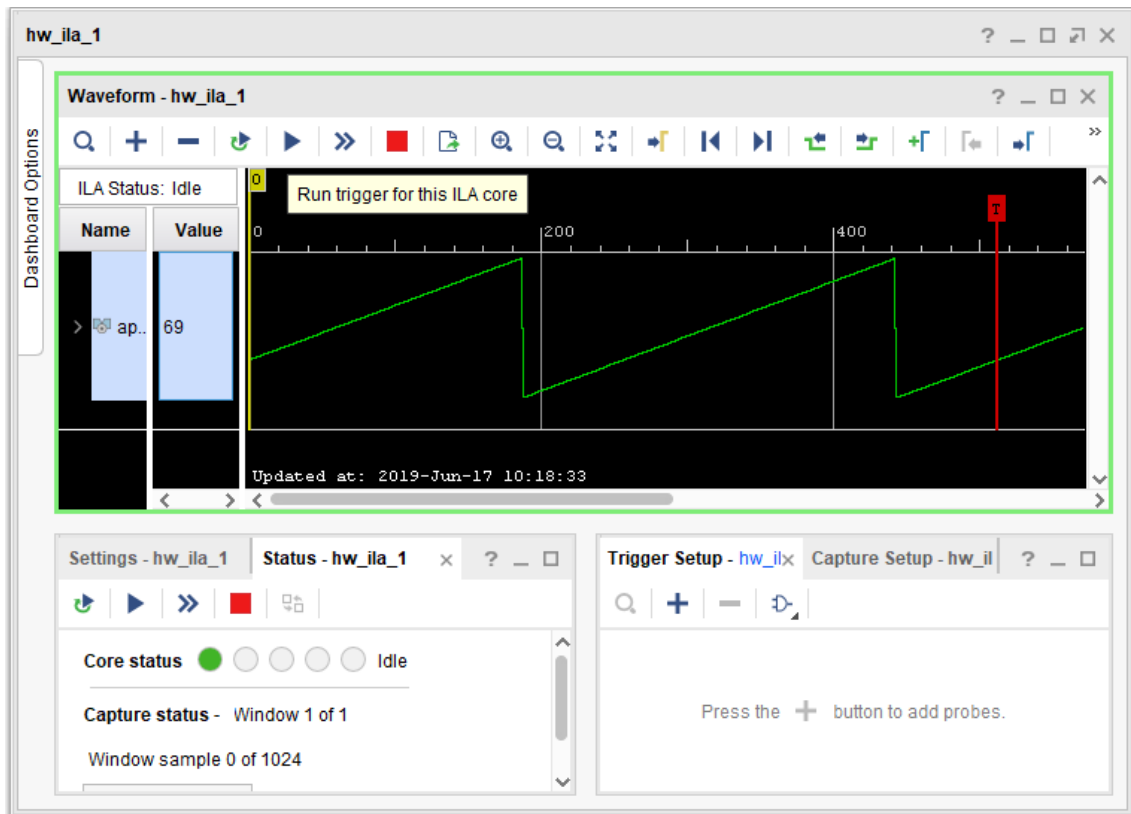 hw_ila_1
?
Dashboard Options
Waveform - hw_ila_1
?
ILA Status: Idle
0
Run trigger for this ILA core
T
Name
Value
0
200
400
ap..
69
Updated at: 2019-Jun-17 10:18:33
Settings - hw_ila_1
Status - hw_ila_1
?
Trigger Setup - hw_il
Capture Setup - hw_il
?
Core status
Idle
Capture status - Window 1 of 1
Window sample 0 of 1024
Press the + button to add probes.